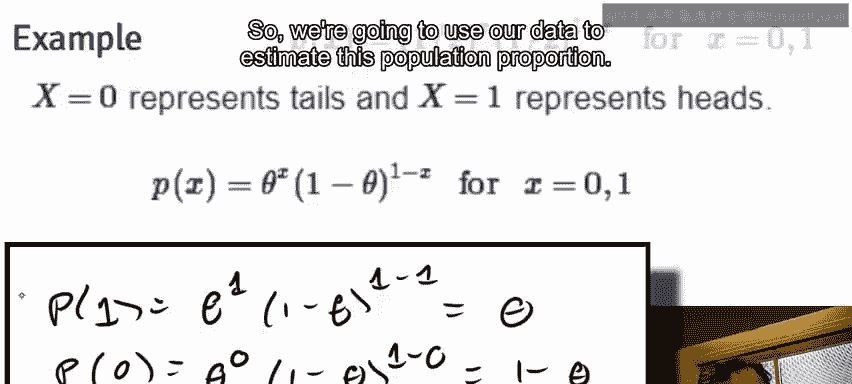 So, we're going to use our data to
Example
estimate this population proportion.
for x = 0, 1
X = 0 represents tails and X = 1 represents heads.
p(x) = θ^x (1 − θ)^{1−x} for x = 0, 1
P(1) = θ^1 (1 - θ)^{1-1} = θ
P(0) = θ^0 (1 - θ)^{1-0} = 1 - θ